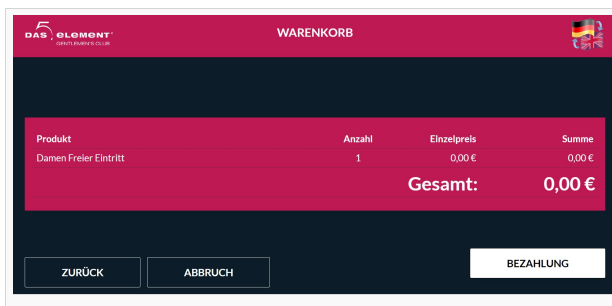 DAS 5 ELEMENT
GENTLEMEN'S CLUB
WARENKORB
Produkt Anzahl Einzelpreis Summe
Damen Freier Eintritt 1 0,00 € 0,00 €
Gesamt: 0,00 €
ZURÜCK ABBRUCH BEZAHLUNG